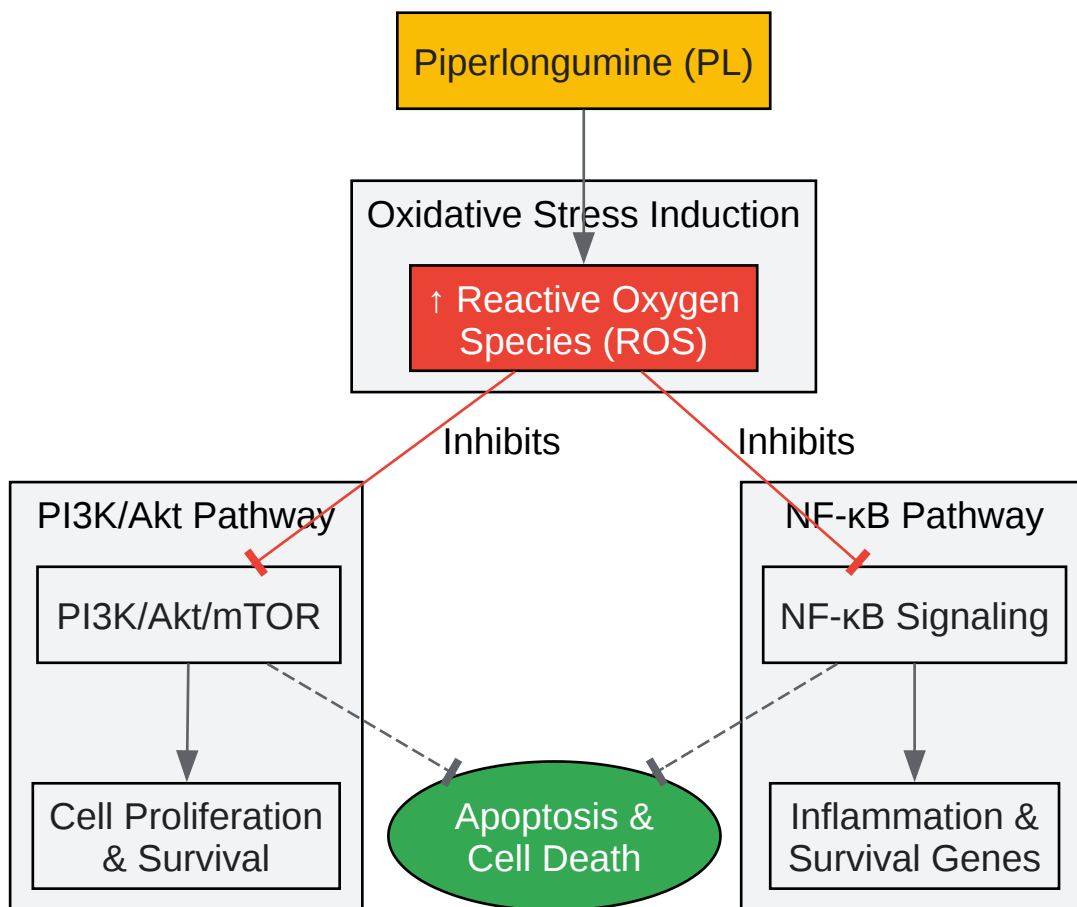 Piperlongumine (PL)
Oxidative Stress Induction
↑ Reactive Oxygen
Species (ROS)
Inhibits
Inhibits
PI3K/Akt Pathway
PI3K/Akt/mTOR
Cell Proliferation
& Survival
NF-κB Pathway
NF-κB Signaling
Inflammation &
Survival Genes
Apoptosis &
Cell Death